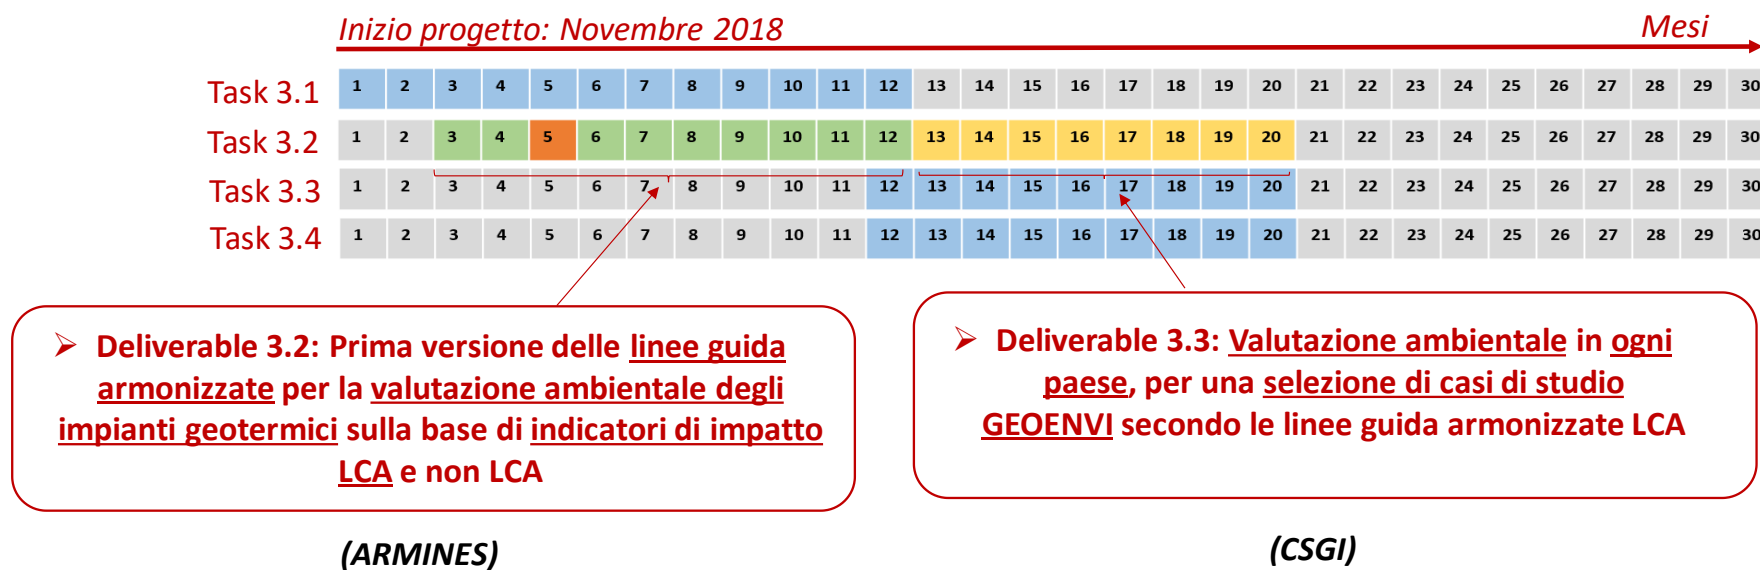 Inizio progetto: Novembre 2018
Mesi
Task 3.1 1 2 3 4 5 6 7 8 9 10 11 12 13 14 15 16 17 18 19 20 21 22 23 24 25 26 27 28 29 30
Task 3.2 1 2 3 4 5 6 7 8 9 10 11 12 13 14 15 16 17 18 19 20 21 22 23 24 25 26 27 28 29 30
Task 3.3 1 2 3 4 5 6 7 8 9 10 11 12 13 14 15 16 17 18 19 20 21 22 23 24 25 26 27 28 29 30
Task 3.4 1 2 3 4 5 6 7 8 9 10 11 12 13 14 15 16 17 18 19 20 21 22 23 24 25 26 27 28 29 30
➢ Deliverable 3.2: Prima versione delle linee guida
armonizzate per la valutazione ambientale degli
impianti geotermici sulla base di indicatori di impatto
LCA e non LCA
(ARMINES)
➢ Deliverable 3.3: Valutazione ambientale in ogni
paese, per una selezione di casi di studio
GEOENVI secondo le linee guida armonizzate LCA
(CSGI)